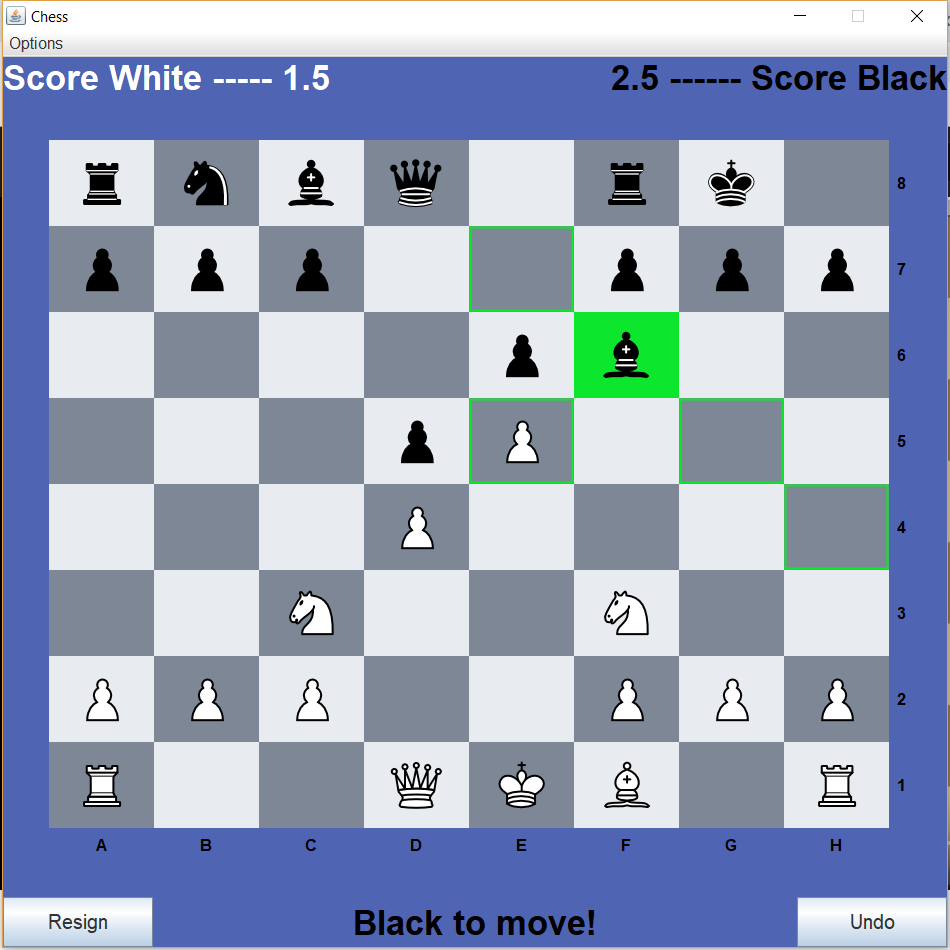 Chess
Options
Score White ----- 1.5
2.5 ------ Score Black
8
7
6
5
4
3
2
1
A B C D E F G H
Resign
Black to move!
Undo